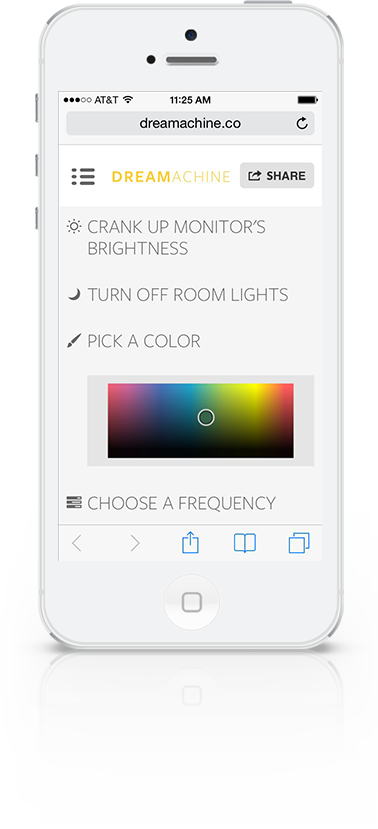 AT&T 11:25 AM
dreamachine.co
DREAMACHINE SHARE
CRANK UP MONITOR'S
BRIGHTNESS
TURN OFF ROOM LIGHTS
PICK A COLOR
CHOOSE A FREQUENCY